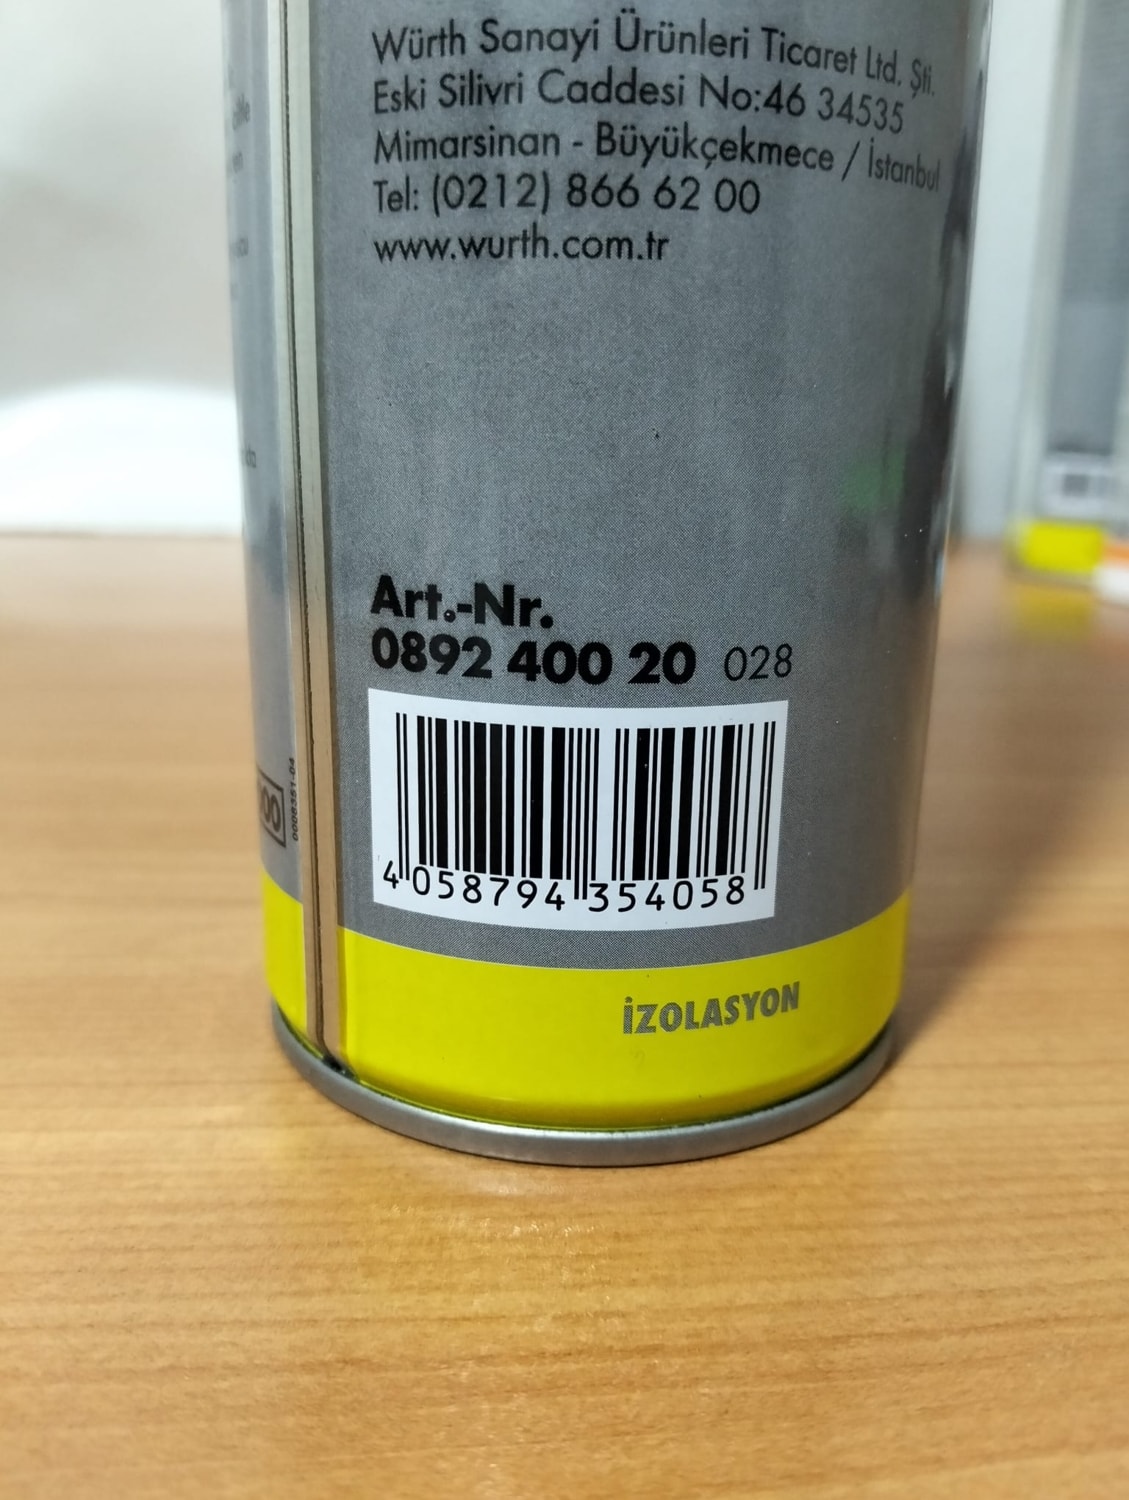 Würth Sanayi Ürünleri Ticaret Ltd. Şti.
Eski Silivri Caddesi No:46 34535
Mimarsinan - Büyükçekmece / İstanbul
Tel: (0212) 866 62 00
www.wurth.com.tr
Art.-Nr.
0892 400 20 028
4 058794 354058
İZOLASYON